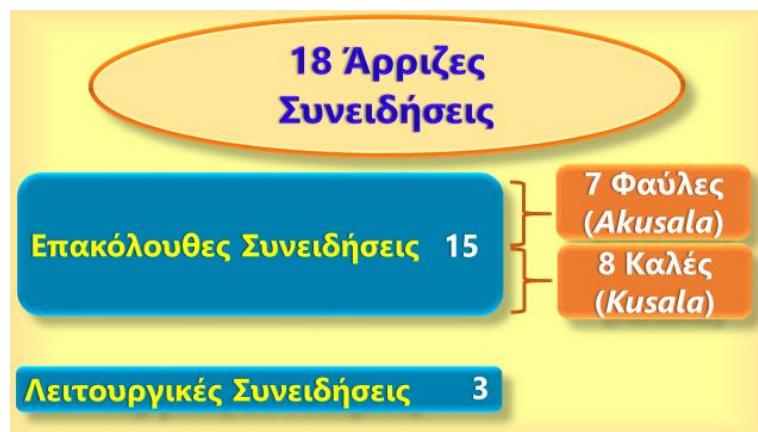 18 Άρριζες
Συνειδήσεις
Επακόλουθες Συνειδήσεις 15
7 Φαύλες
(Akusala)
8 Καλές
(Kusala)
Λειτουργικές Συνειδήσεις 3